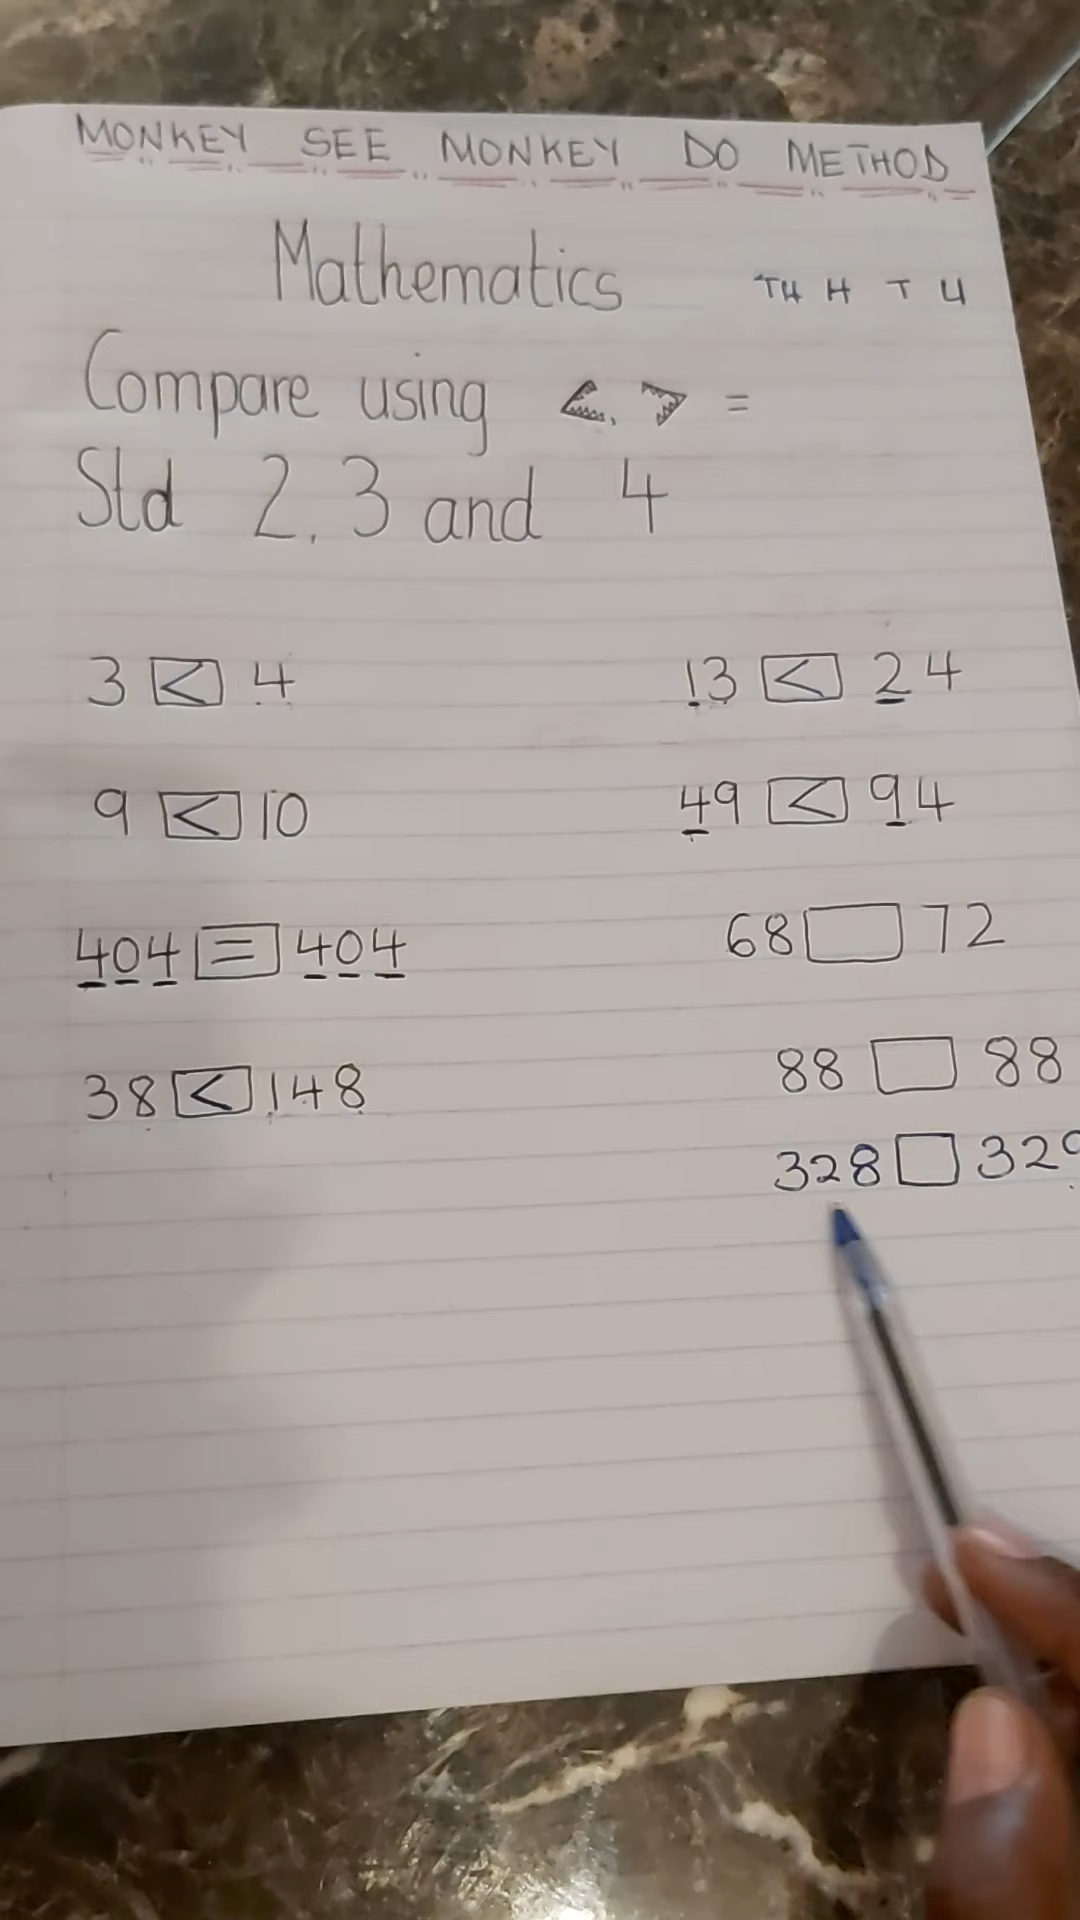 MONKEY SEE MONKEY DO METHOD
Mathematics TH H T U
Compare using <, > =
Std 2, 3 and 4
3 < 4 13 < 24
9 < 10 49 < 94
404 = 404 68 72
38 < 148 88 88
328 32